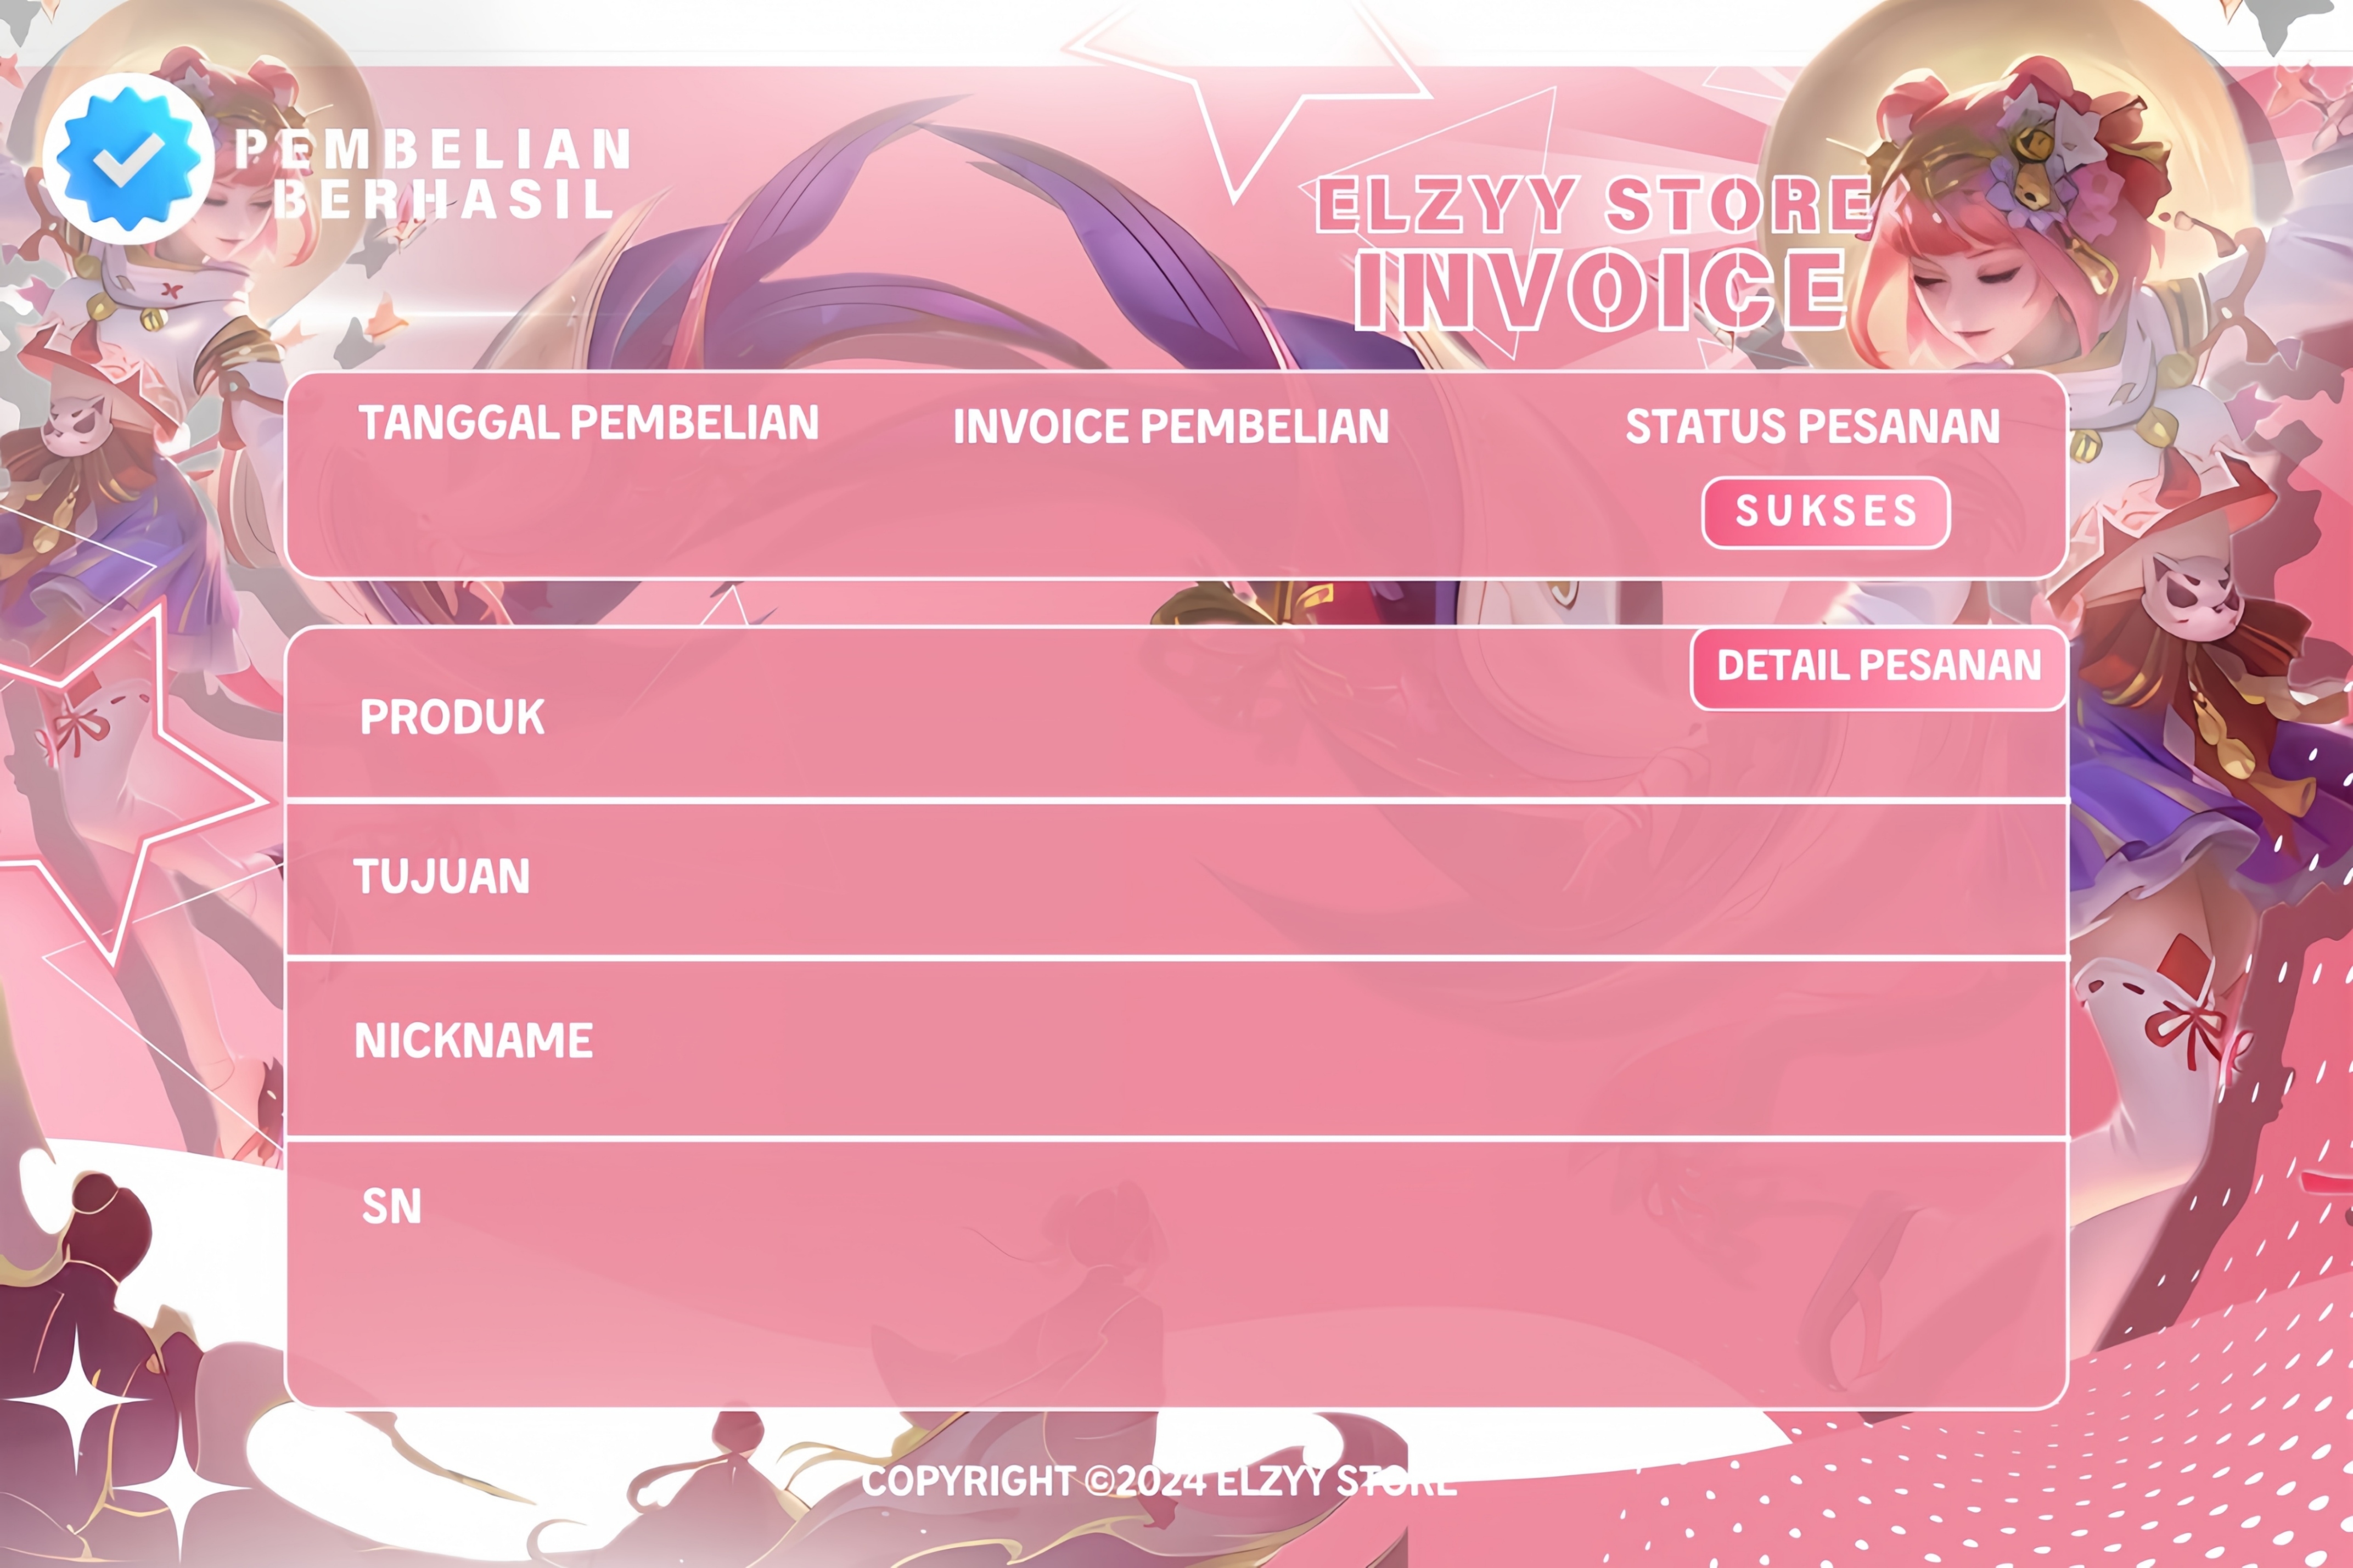 PEMBELIAN
BERHASIL
ELZYY STORE
INVOICE
TANGGAL PEMBELIAN
INVOICE PEMBELIAN
STATUS PESANAN
SUKSES
DETAIL PESANAN
PRODUK
TUJUAN
NICKNAME
SN
COPYRIGHT ©2024 ELZYY STORE